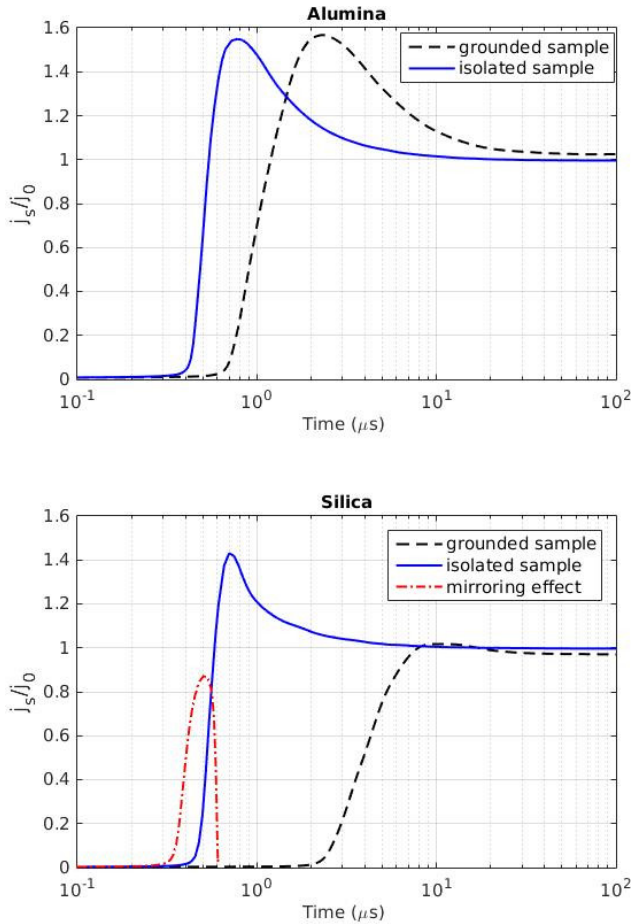 Alumina
1.6
1.4
1.2
1
0.8
0.6
0.4
0.2
0
j_s/j_0
grounded sample
isolated sample
10^-1
10^0
10^1
10^2
Time (μs)
Silica
1.6
1.4
1.2
1
0.8
0.6
0.4
0.2
0
j_s/j_0
grounded sample
isolated sample
mirroring effect
10^-1
10^0
10^1
10^2
Time (μs)